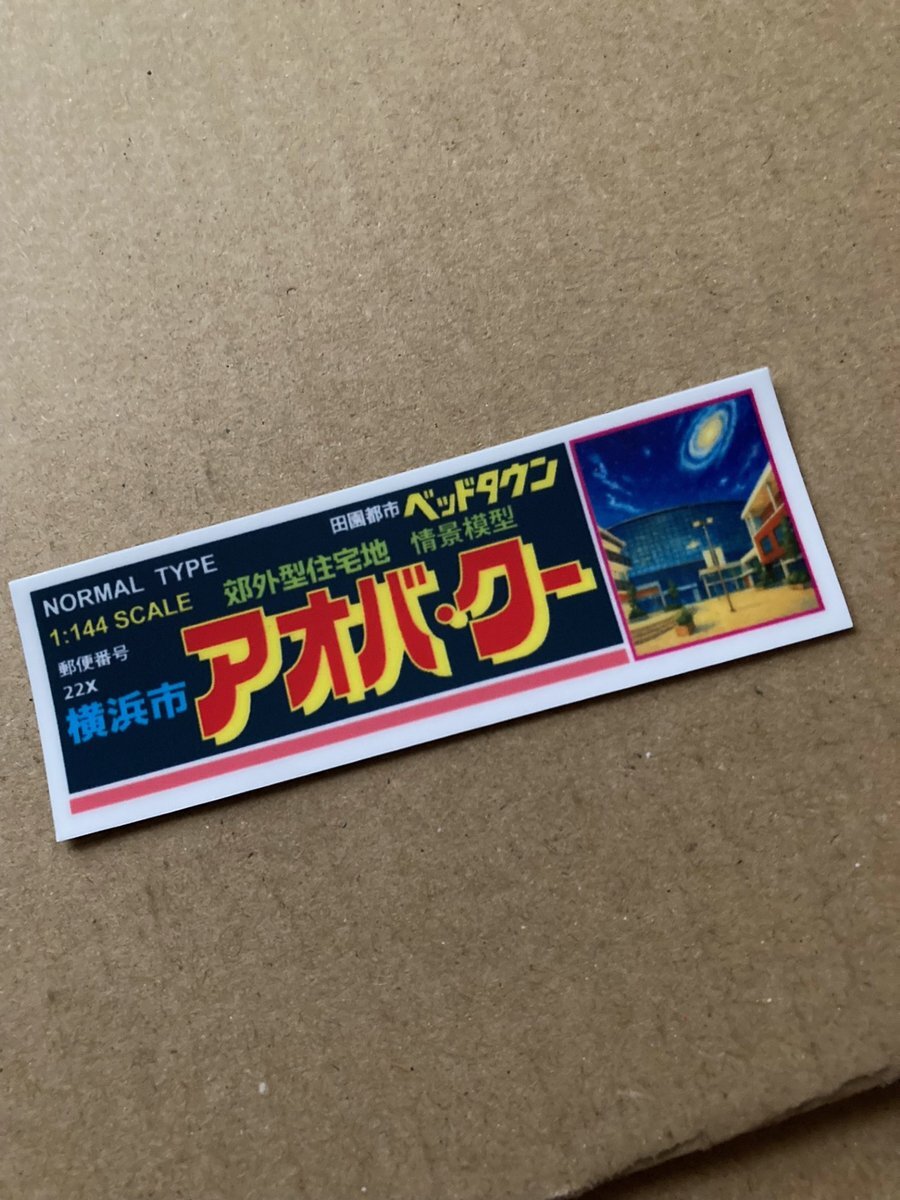 田園都市 ベッドタウン
NORMAL TYPE
郊外型住宅地 情景模型
1:144 SCALE
郵便番号
22X
横浜市
アオバ・クー